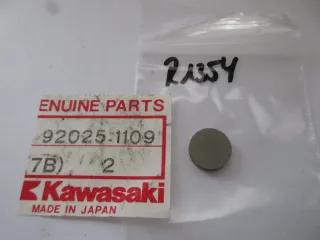 R1354
ENUINE PARTS
92025-1109
7B) 2
Kawasaki
MADE IN JAPAN